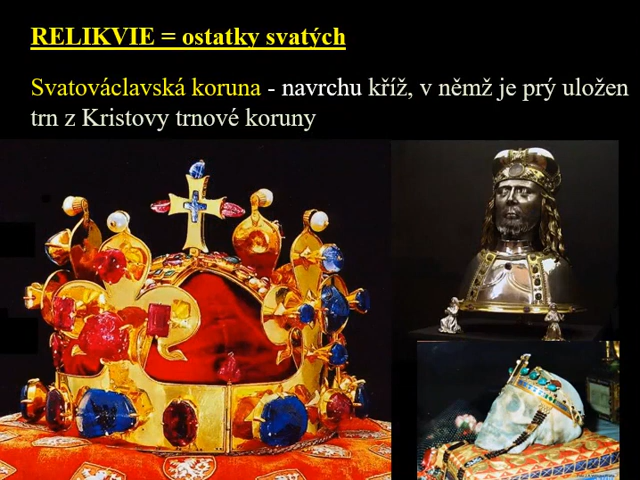 RELIKVIE = ostatky svatých
Svatováclavská koruna - navrchu kříž, v němž je prý uložen
trn z Kristovy trnové koruny